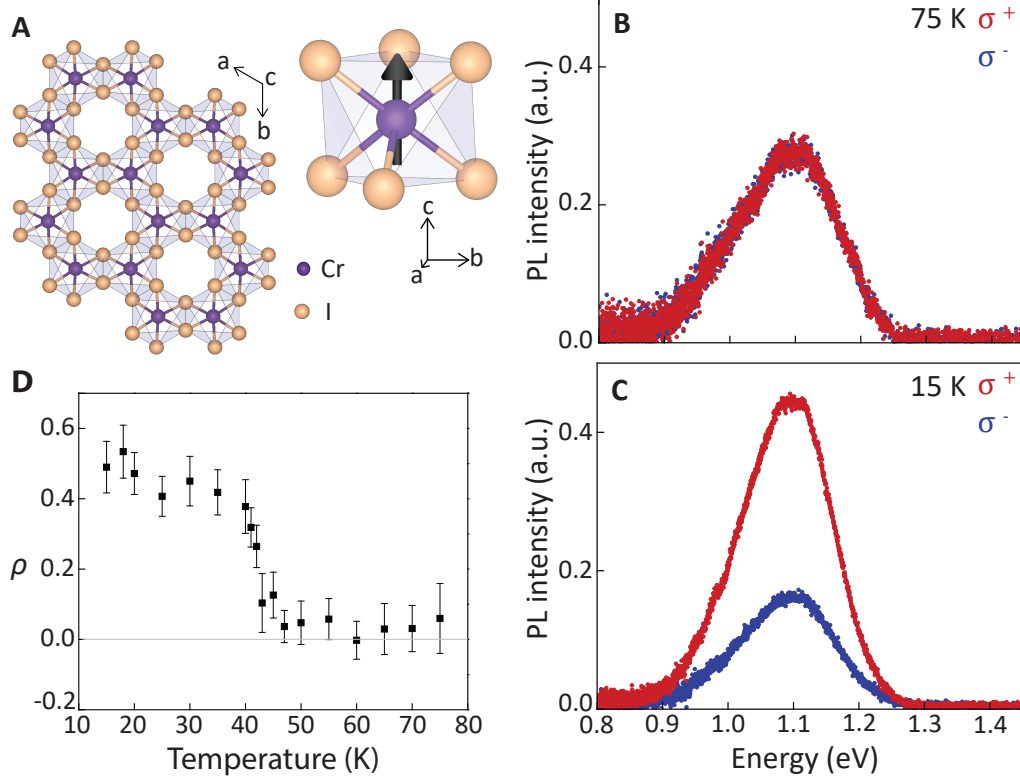 A
a
c
b
c
a
b
Cr
I
B
75 K σ +
σ -
0.4
0.2
0.0
PL intensity (a.u.)
C
15 K σ +
σ -
0.4
0.2
0.0
PL intensity (a.u.)
0.8 0.9 1.0 1.1 1.2 1.3 1.4
Energy (eV)
D
0.6
0.4
0.2
0.0
-0.2
ρ
10 20 30 40 50 60 70 80
Temperature (K)